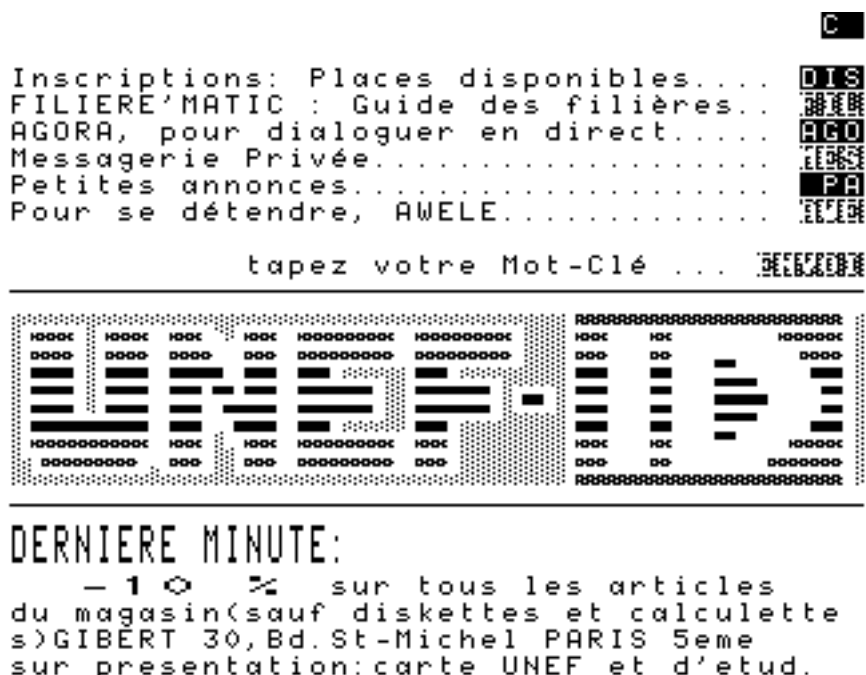 C
Inscriptions: Places disponibles.... DIS
FILIERE'MATIC : Guide des filières..
AGORA, pour dialoguer en direct..... AGO
Messagerie Privée..................
Petites annonces................... PA
Pour se détendre, AWELE.............
tapez votre Mot-Clé ...
UNEF-ID
DERNIERE MINUTE:
-10 % sur tous les articles
du magasin(sauf diskettes et calculette
s)GIBERT 30,Bd.St-Michel PARIS 5eme
sur presentation:carte UNEF et d'etud.